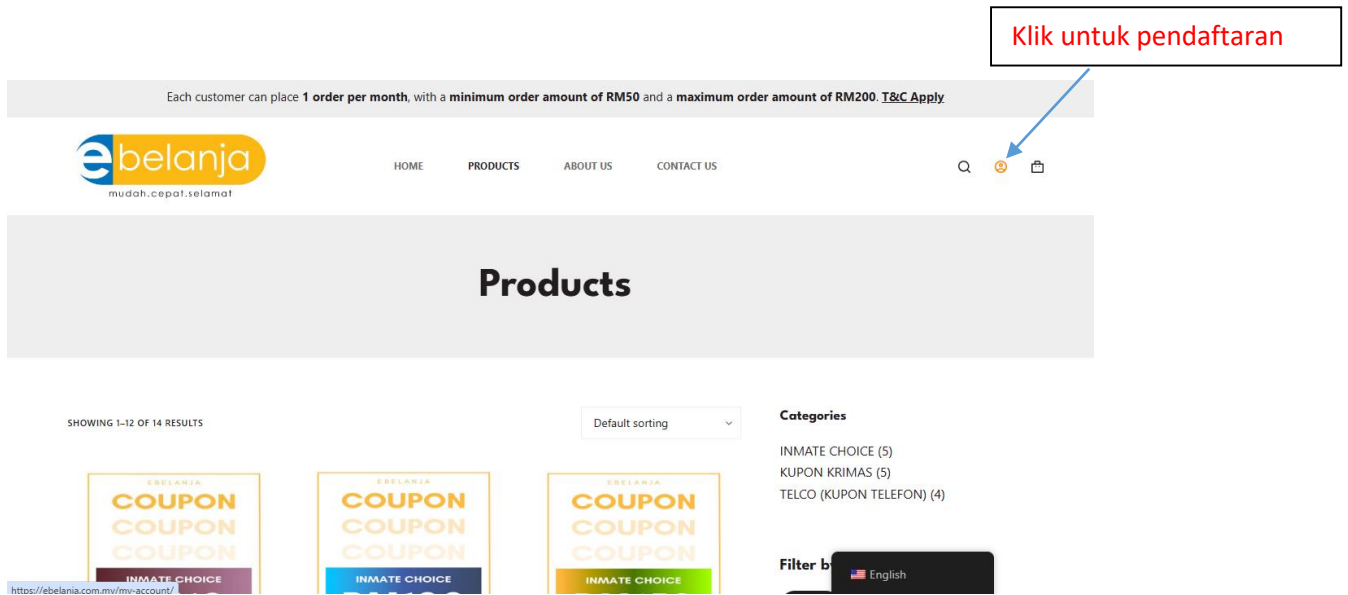 Klik untuk pendaftaran
Each customer can place 1 order per month, with a minimum order amount of RM50 and a maximum order amount of RM200. T&C Apply
ebelanja
mudah.cepat.selamat
HOME PRODUCTS ABOUT US CONTACT US
Products
SHOWING 1–12 OF 14 RESULTS
Default sorting
Categories
INMATE CHOICE (5)
KUPON KRIMAS (5)
TELCO (KUPON TELEFON) (4)
EBELANJA
COUPON
COUPON
COUPON
INMATE CHOICE
EBELANJA
COUPON
COUPON
COUPON
INMATE CHOICE
EBELANJA
COUPON
COUPON
COUPON
INMATE CHOICE
Filter b
English
https://ebelanja.com.my/my-account/